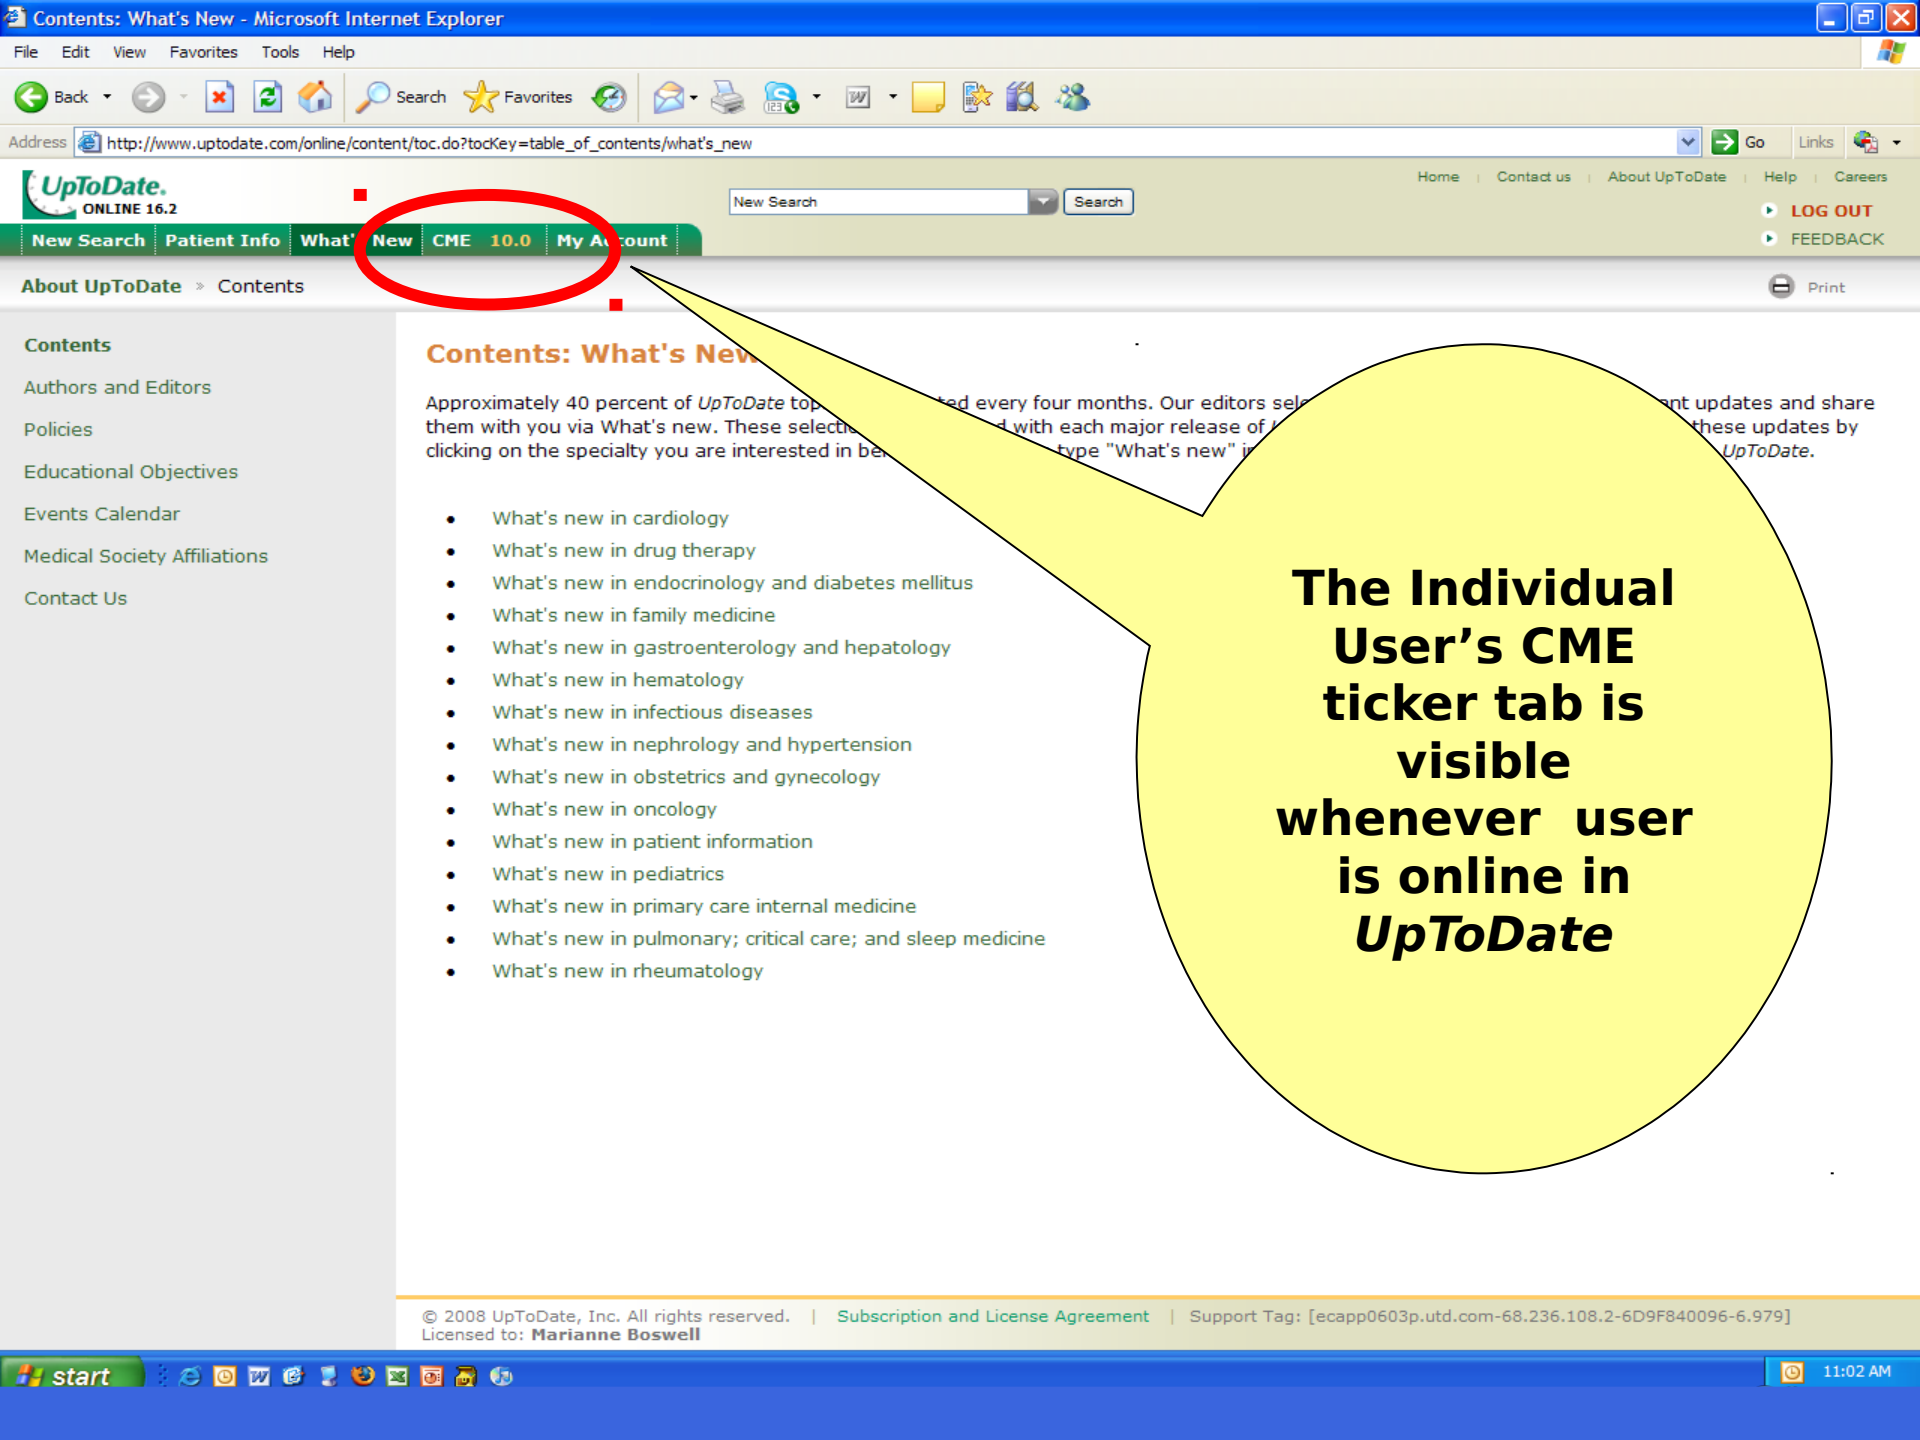 Contents: What's New - Microsoft Internet Explorer
File Edit View Favorites Tools Help
Back Search Favorites
Address http://www.uptodate.com/online/content/toc.do?tocKey=table_of_contents/what's_new Go Links
UpToDate.
ONLINE 16.2
New Search Search
Home Contact us About UpToDate Help Careers
LOG OUT
FEEDBACK
New Search Patient Info What' New CME 10.0 My Account
About UpToDate » Contents
Print
Contents
Authors and Editors
Policies
Educational Objectives
Events Calendar
Medical Society Affiliations
Contact Us
Contents: What's New
Approximately 40 percent of UpToDate every four months. Our editors updates and share
them with you via What's new. These with each major release of these updates by
clicking on the specialty you are interested in type "What's new" UpToDate.
• What's new in cardiology
• What's new in drug therapy
• What's new in endocrinology and diabetes mellitus
• What's new in family medicine
• What's new in gastroenterology and hepatology
• What's new in hematology
• What's new in infectious diseases
• What's new in nephrology and hypertension
• What's new in obstetrics and gynecology
• What's new in oncology
• What's new in patient information
• What's new in pediatrics
• What's new in primary care internal medicine
• What's new in pulmonary; critical care; and sleep medicine
• What's new in rheumatology
The Individual
User’s CME
ticker tab is
visible
whenever user
is online in
UpToDate
© 2008 UpToDate, Inc. All rights reserved. | Subscription and License Agreement | Support Tag: [ecapp0603p.utd.com-68.236.108.2-6D9F840096-6.979]
Licensed to: Marianne Boswell
start
11:02 AM